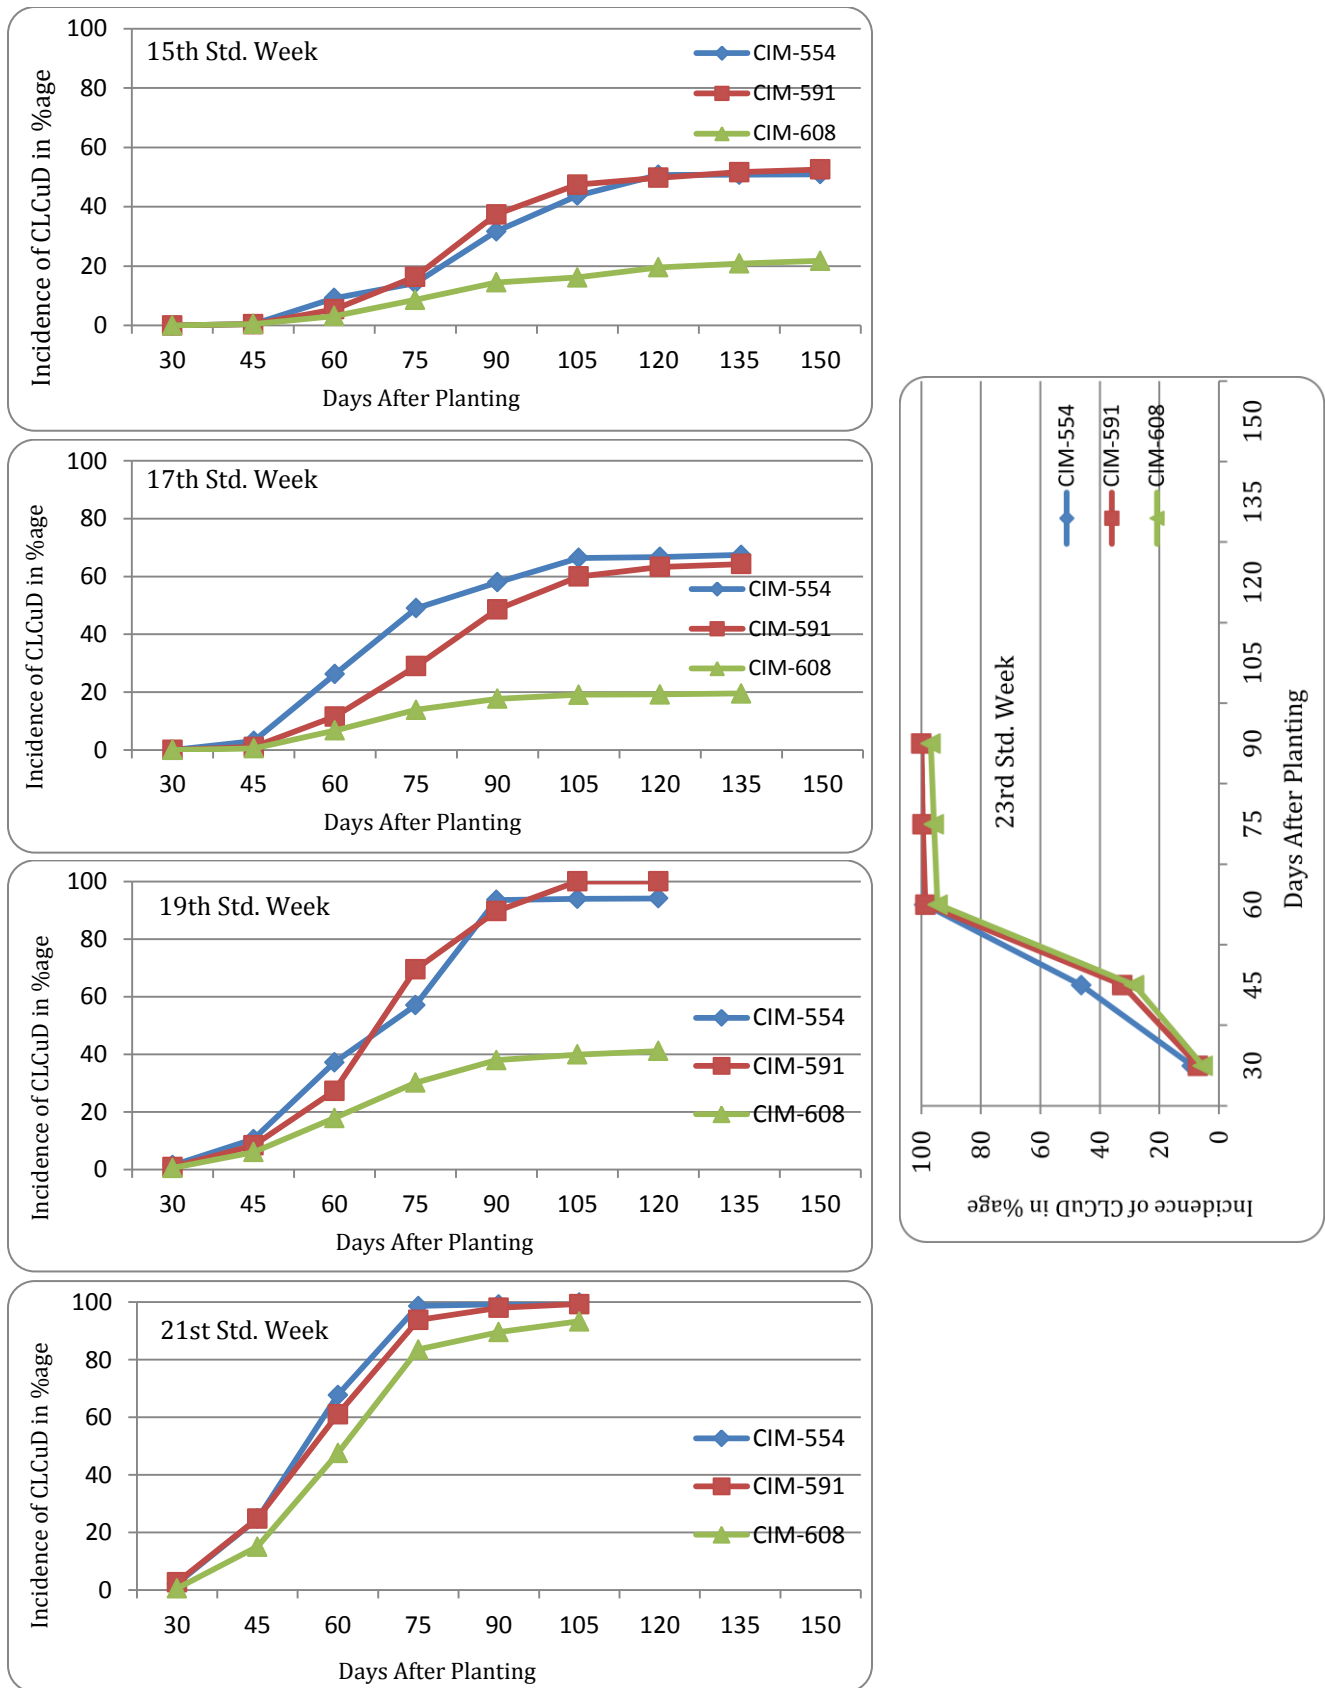 15th Std. Week
Incidence of CLCuD in %age
100
80
60
40
20
0
CIM-554
CIM-591
CIM-608
30 45 60 75 90 105 120 135 150
Days After Planting
17th Std. Week
Incidence of CLCuD in %age
100
80
60
40
20
0
CIM-554
CIM-591
CIM-608
30 45 60 75 90 105 120 135 150
Days After Planting
19th Std. Week
Incidence of CLCuD in %age
100
80
60
40
20
0
CIM-554
CIM-591
CIM-608
30 45 60 75 90 105 120 135 150
Days After Planting
21st Std. Week
Incidence of CLCuD in %age
100
80
60
40
20
0
CIM-554
CIM-591
CIM-608
30 45 60 75 90 105 120 135 150
Days After Planting
23rd Std. Week
Incidence of CLCuD in %age
100
80
60
40
20
0
CIM-554
CIM-591
CIM-608
30 45 60 75 90 105 120 135 150
Days After Planting